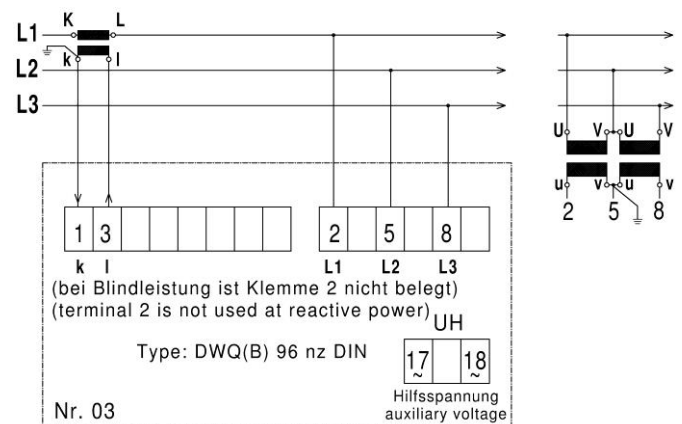 K L
L1
k l
L2
L3
U V U V
u v u v
2 5 8
1 3 2 5 8
k l L1 L2 L3
(bei Blindleistung ist Klemme 2 nicht belegt)
(terminal 2 is not used at reactive power)
UH
Type: DWQ(B) 96 nz DIN
17 18
~ ~
Hilfsspannung
auxiliary voltage
Nr. 03